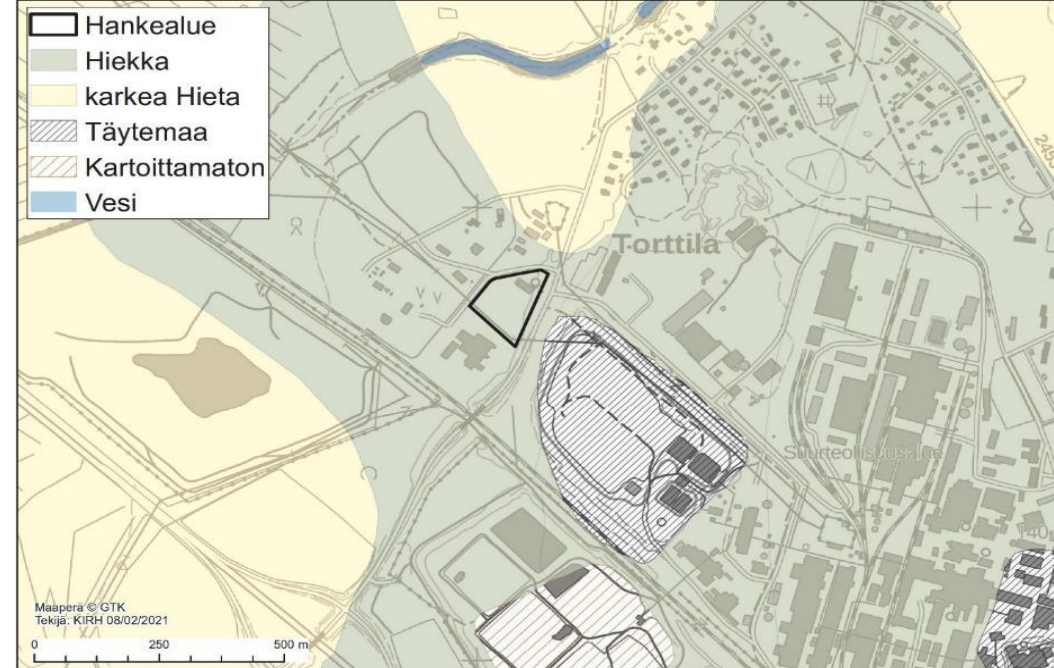 Hankealue
Hiekka
karkea Hieta
Täytemaa
Kartoittamaton
Vesi
Torttila
Suurteollisuusalue
Maaperä © GTK
Tekijä: KIRH 08/02/2021
0 250 500 m